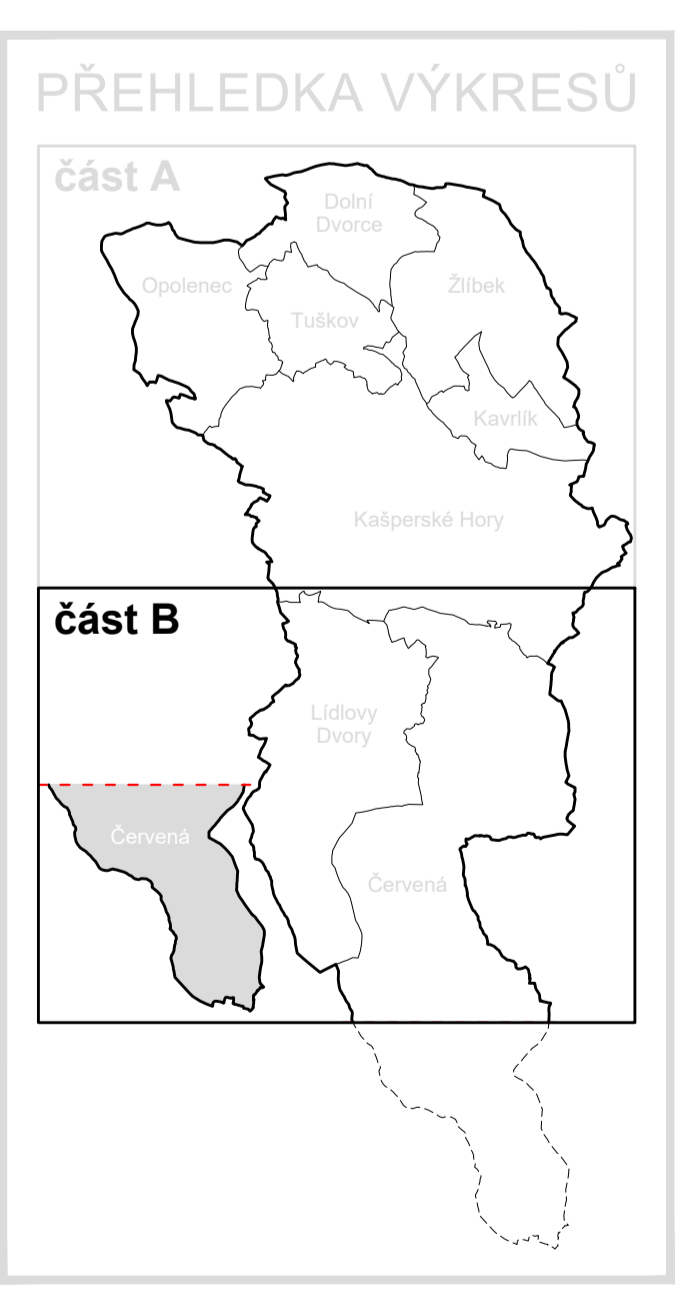 PŘEHLEDKA VÝKRESŮ
část A
Dolní
Dvorce
Opolenec
Žlíbek
Tuškov
Kavrlík
Kašperské Hory
část B
Lídlovy
Dvory
Červená
Červená